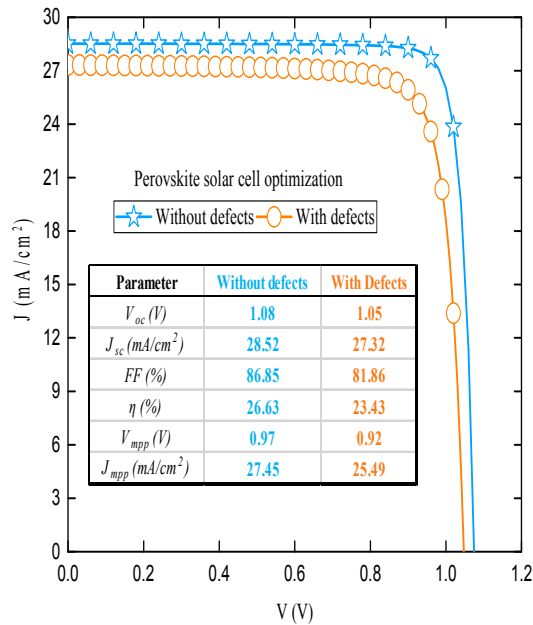 30
27
24
21
18
15
12
9
6
3
0
J (mA/cm²)
Perovskite solar cell optimization
Without defects With defects
Parameter Without defects With Defects
V_oc (V) 1.08 1.05
J_sc (mA/cm²) 28.52 27.32
FF (%) 86.85 81.86
η (%) 26.63 23.43
V_mpp (V) 0.97 0.92
J_mpp (mA/cm²) 27.45 25.49
0.0 0.2 0.4 0.6 0.8 1.0 1.2
V (V)